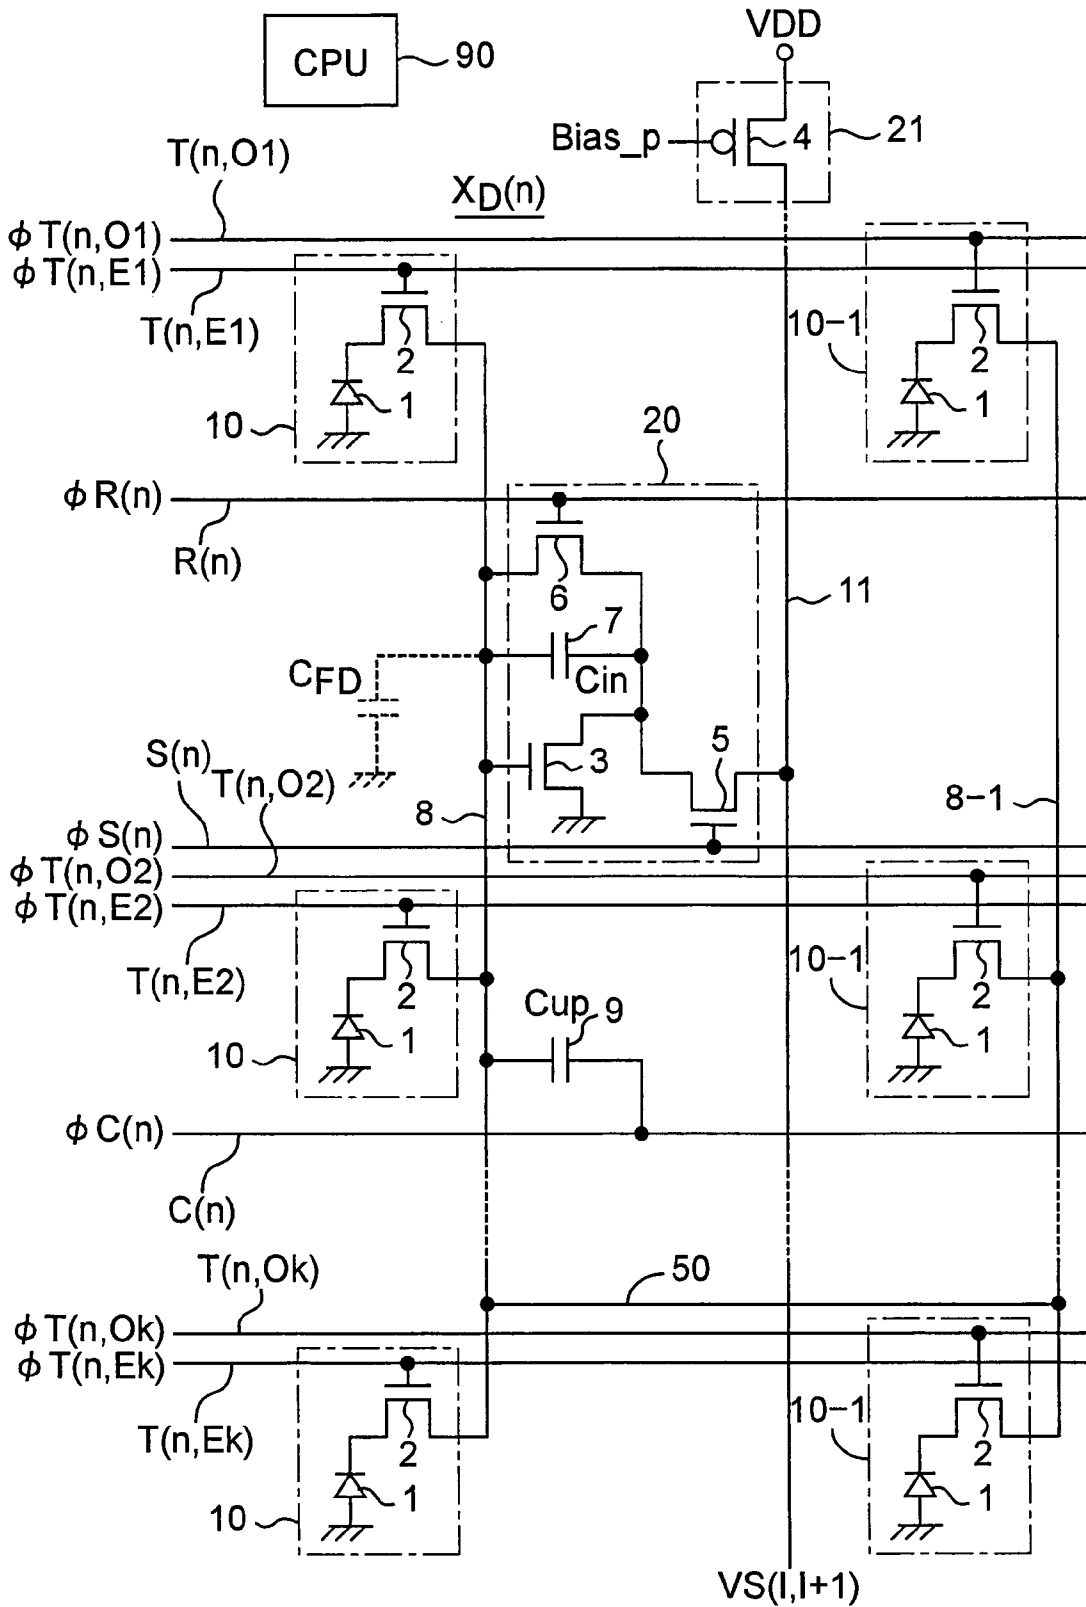 VDD
CPU
90
Bias_p
4
21
T(n,O1)
XD(n)
φT(n,O1)
φT(n,E1)
T(n,E1)
2
1
10
10-1
2
1
20
φR(n)
R(n)
6
11
7
Cin
CFD
S(n)
T(n,O2)
3
5
8
8-1
φS(n)
φT(n,O2)
φT(n,E2)
T(n,E2)
2
1
10
10-1
2
1
Cup
9
φC(n)
C(n)
T(n,Ok)
50
φT(n,Ok)
φT(n,Ek)
T(n,Ek)
2
1
10
10-1
2
1
VS(l,l+1)